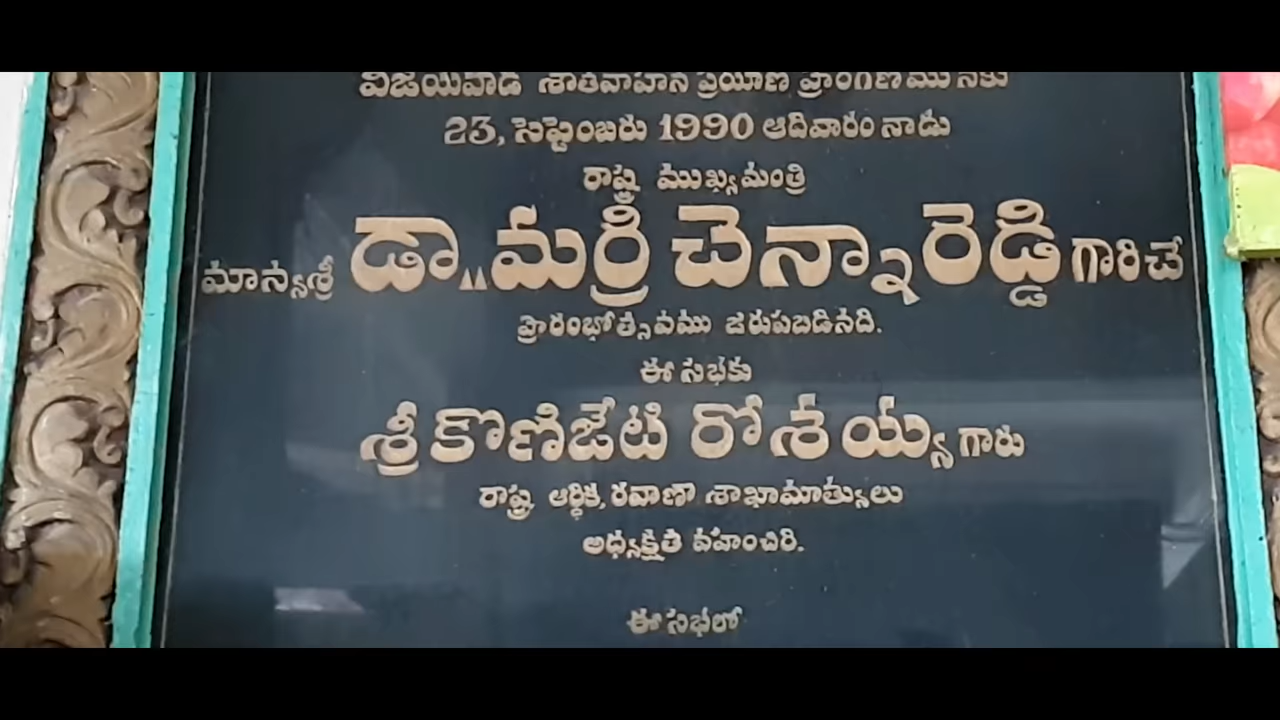 విజయవాడ శాతవాహన ప్రయాణ ప్రాంగణము నకు
23, సెప్టెంబరు 1990 ఆదివారం నాడు
రాష్ట్ర ముఖ్యమంత్రి
మాన్యశ్రీ డా.. మర్రి చెన్నారెడ్డి గారిచే
ప్రారంభోత్సవము జరుపబడినది.
ఈ సభకు
శ్రీ కొణిజేటి రోశయ్య గారు
రాష్ట్ర ఆర్థిక, రవాణా శాఖామాత్యులు
అధ్యక్షత వహించిరి.
ఈ సభలో